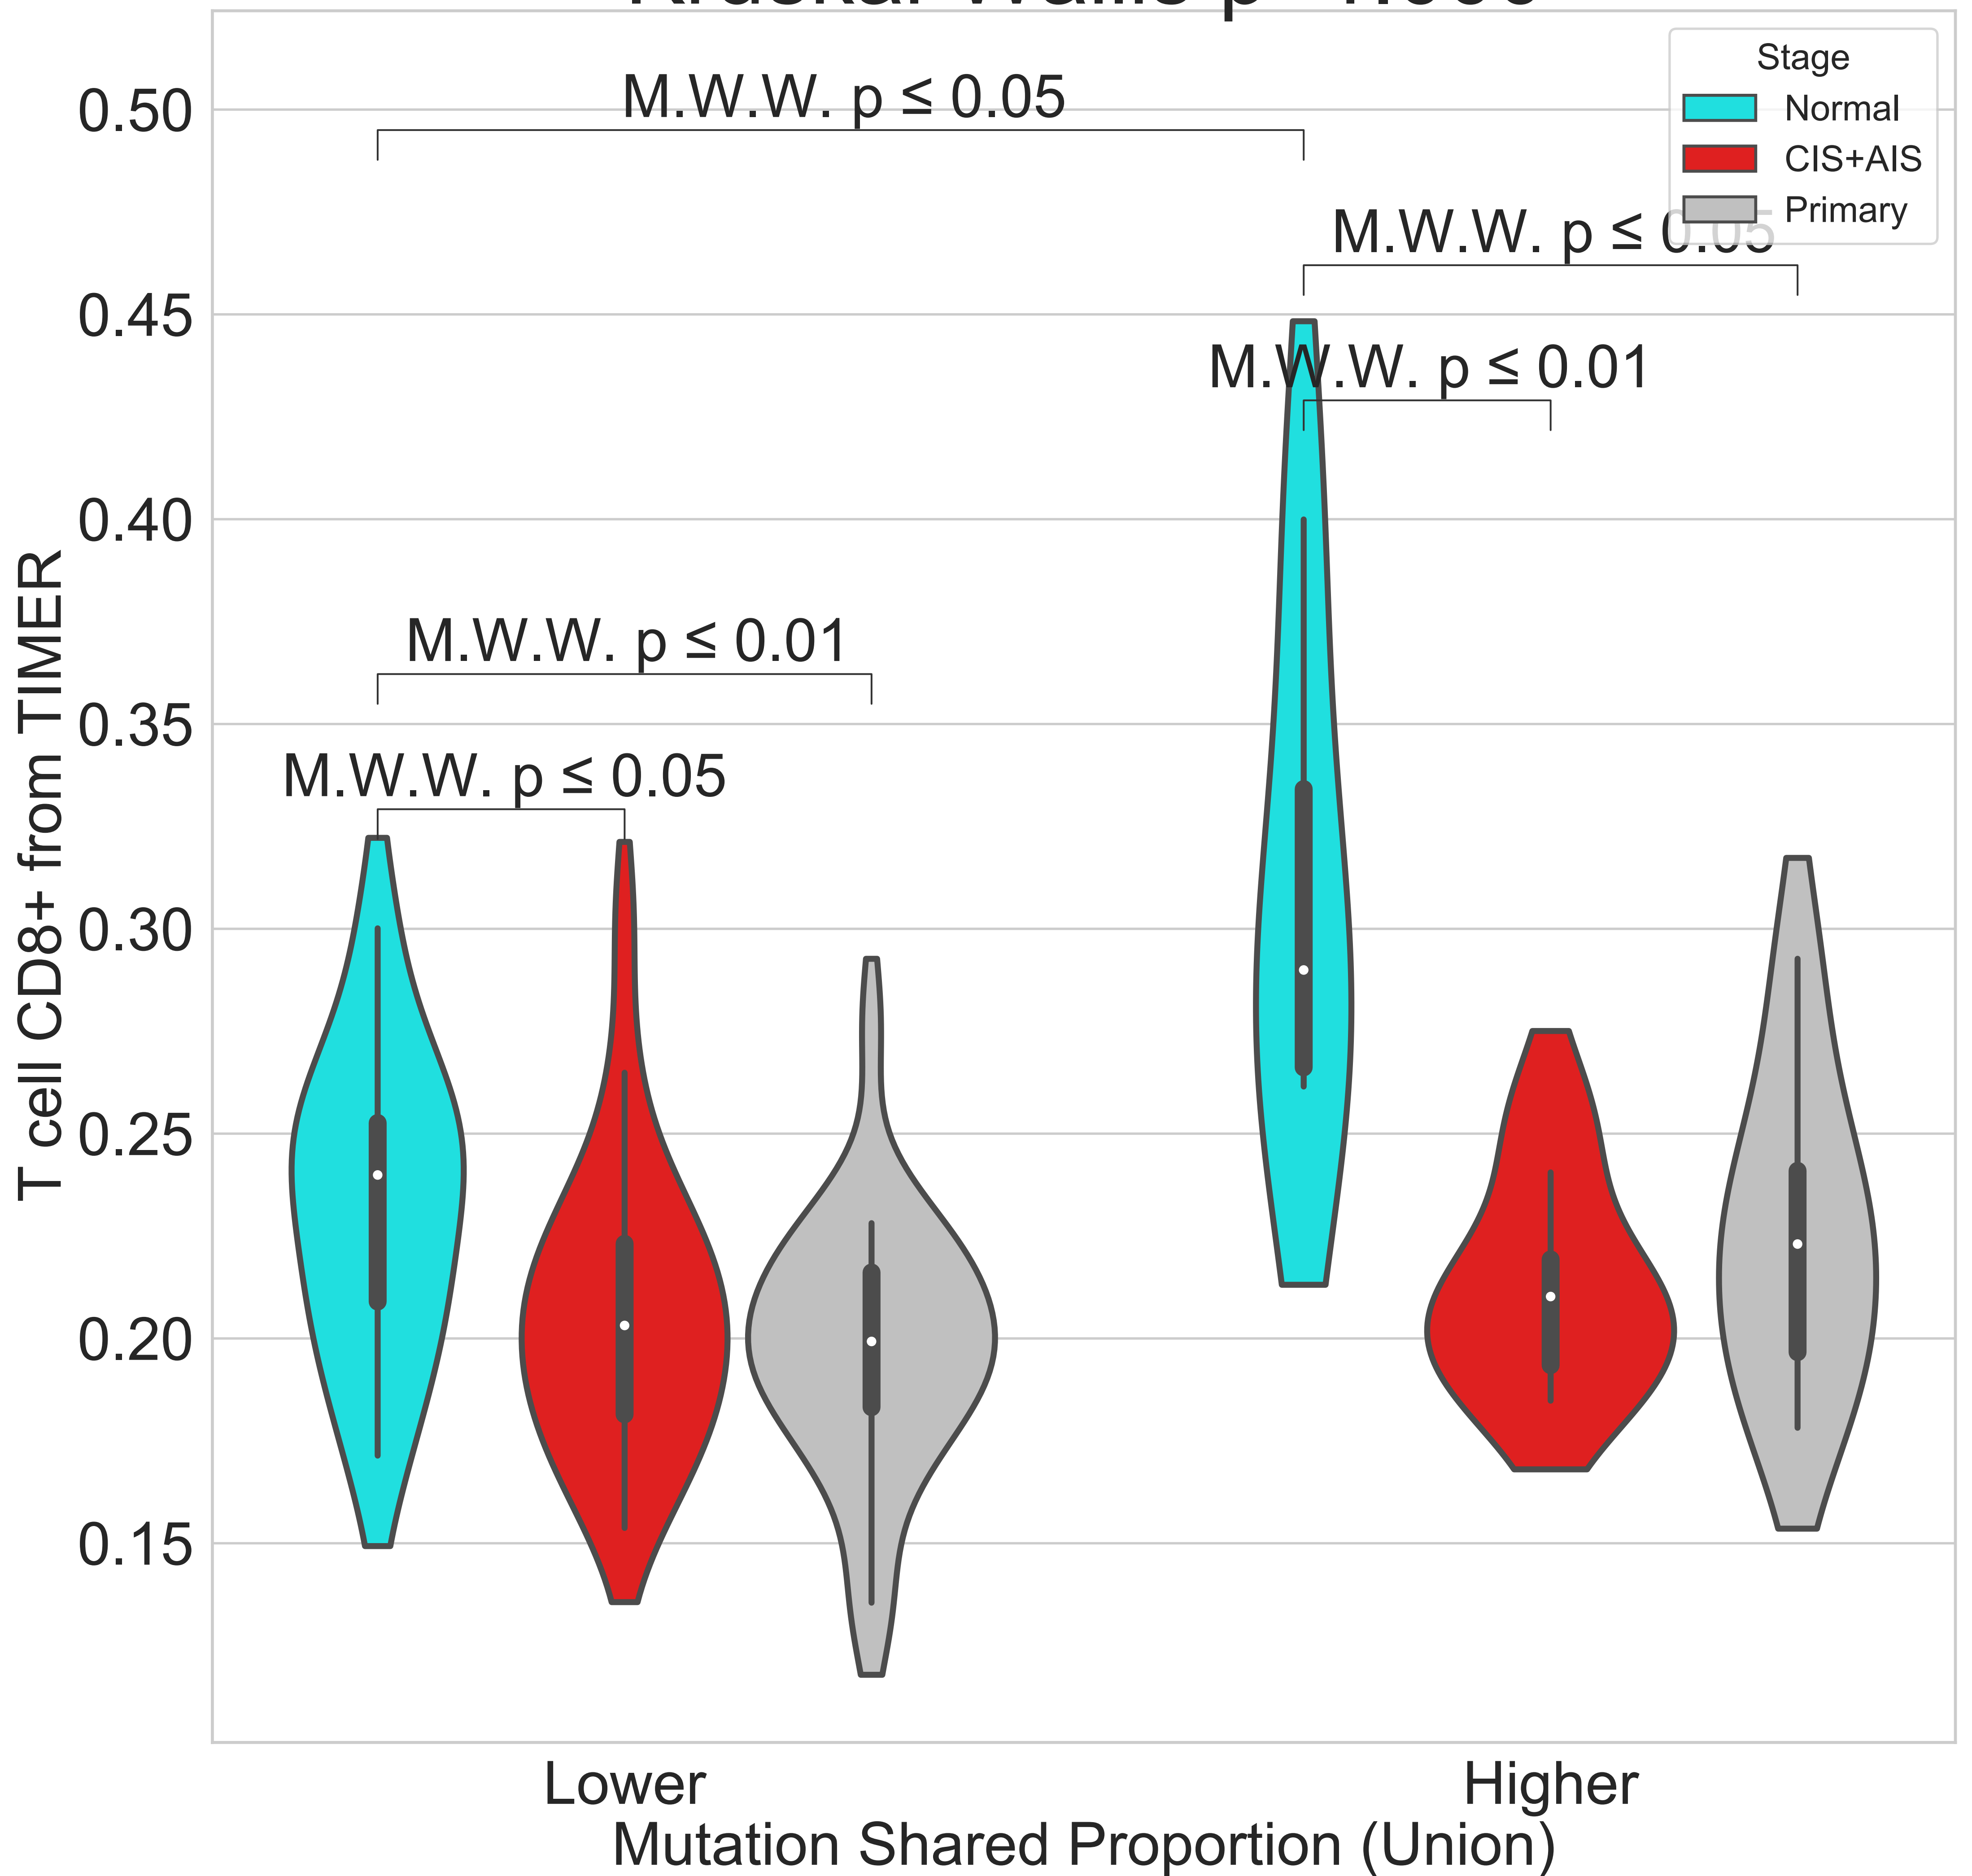 Stage
Normal
CIS+AIS
Primary
M.W.W. p ≤ 0.05
M.W.W. p ≤ 0.05
M.W.W. p ≤ 0.01
M.W.W. p ≤ 0.01
M.W.W. p ≤ 0.05
0.50
0.45
0.40
0.35
0.30
0.25
0.20
0.15
T cell CD8+ from TIMER
Lower
Higher
Mutation Shared Proportion (Union)